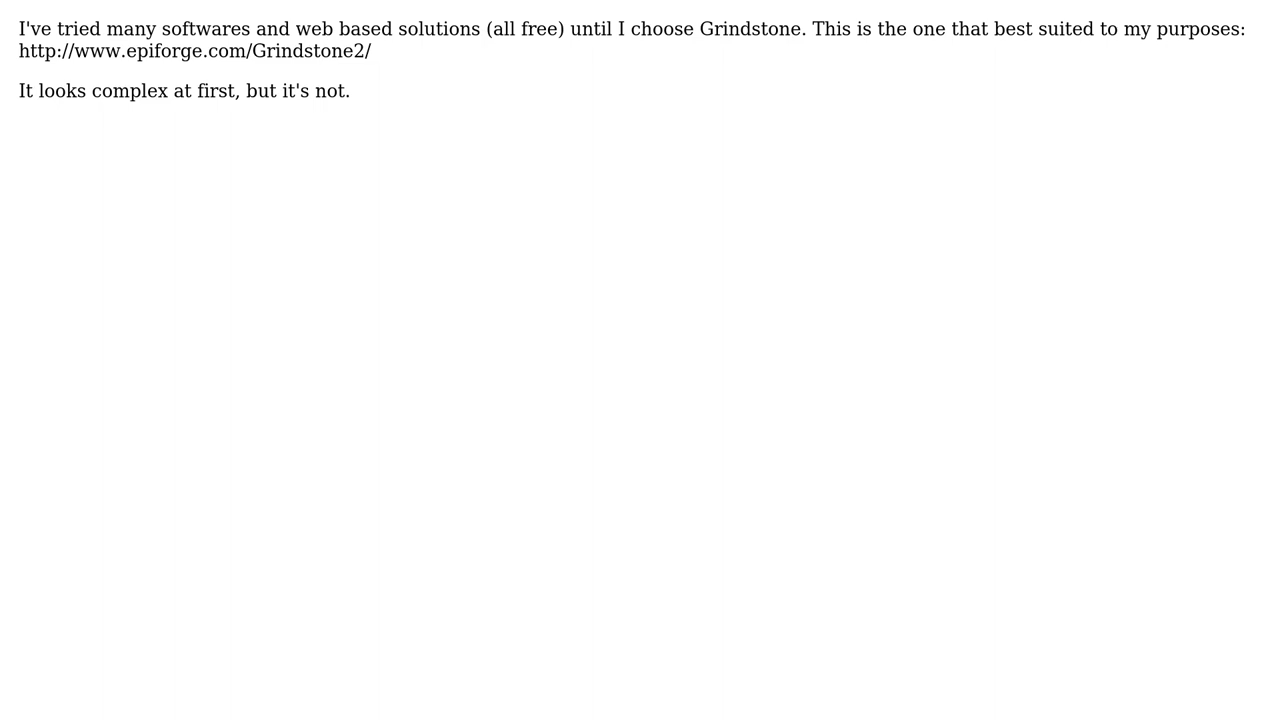 I've tried many softwares and web based solutions (all free) until I choose Grindstone. This is the one that best suited to my purposes:
http://www.epiforge.com/Grindstone2/
It looks complex at first, but it's not.